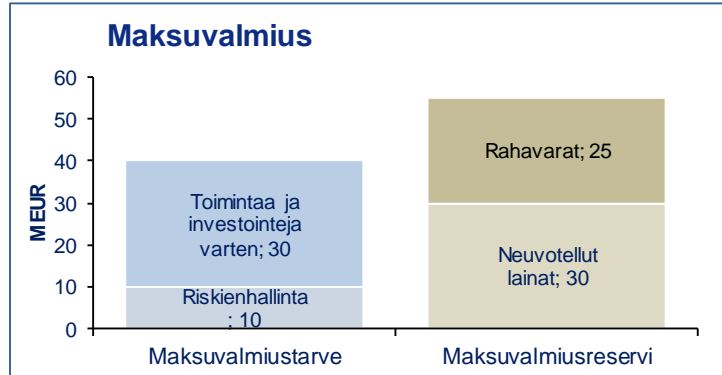 Maksuvalmius
MEUR
60
50
40
30
20
10
0
Toimintaa ja
investointeja
varten; 30
Riskienhallinta
; 10
Rahavarat; 25
Neuvotellut
lainat; 30
Maksuvalmiustarve
Maksuvalmiusreservi